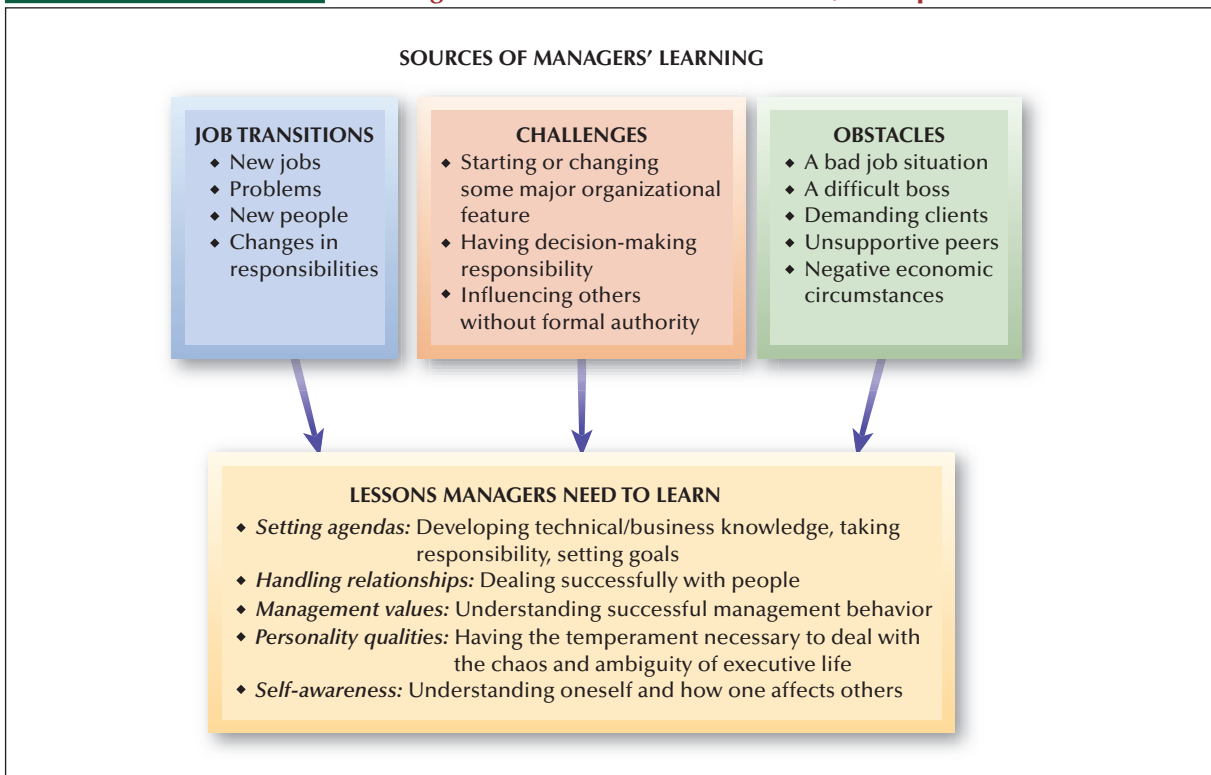 SOURCES OF MANAGERS' LEARNING
JOB TRANSITIONS
◆ New jobs
◆ Problems
◆ New people
◆ Changes in
responsibilities
CHALLENGES
◆ Starting or changing
some major organizational
feature
◆ Having decision-making
responsibility
◆ Influencing others
without formal authority
OBSTACLES
◆ A bad job situation
◆ A difficult boss
◆ Demanding clients
◆ Unsupportive peers
◆ Negative economic
circumstances
LESSONS MANAGERS NEED TO LEARN
◆ Setting agendas: Developing technical/business knowledge, taking
responsibility, setting goals
◆ Handling relationships: Dealing successfully with people
◆ Management values: Understanding successful management behavior
◆ Personality qualities: Having the temperament necessary to deal with
the chaos and ambiguity of executive life
◆ Self-awareness: Understanding oneself and how one affects others